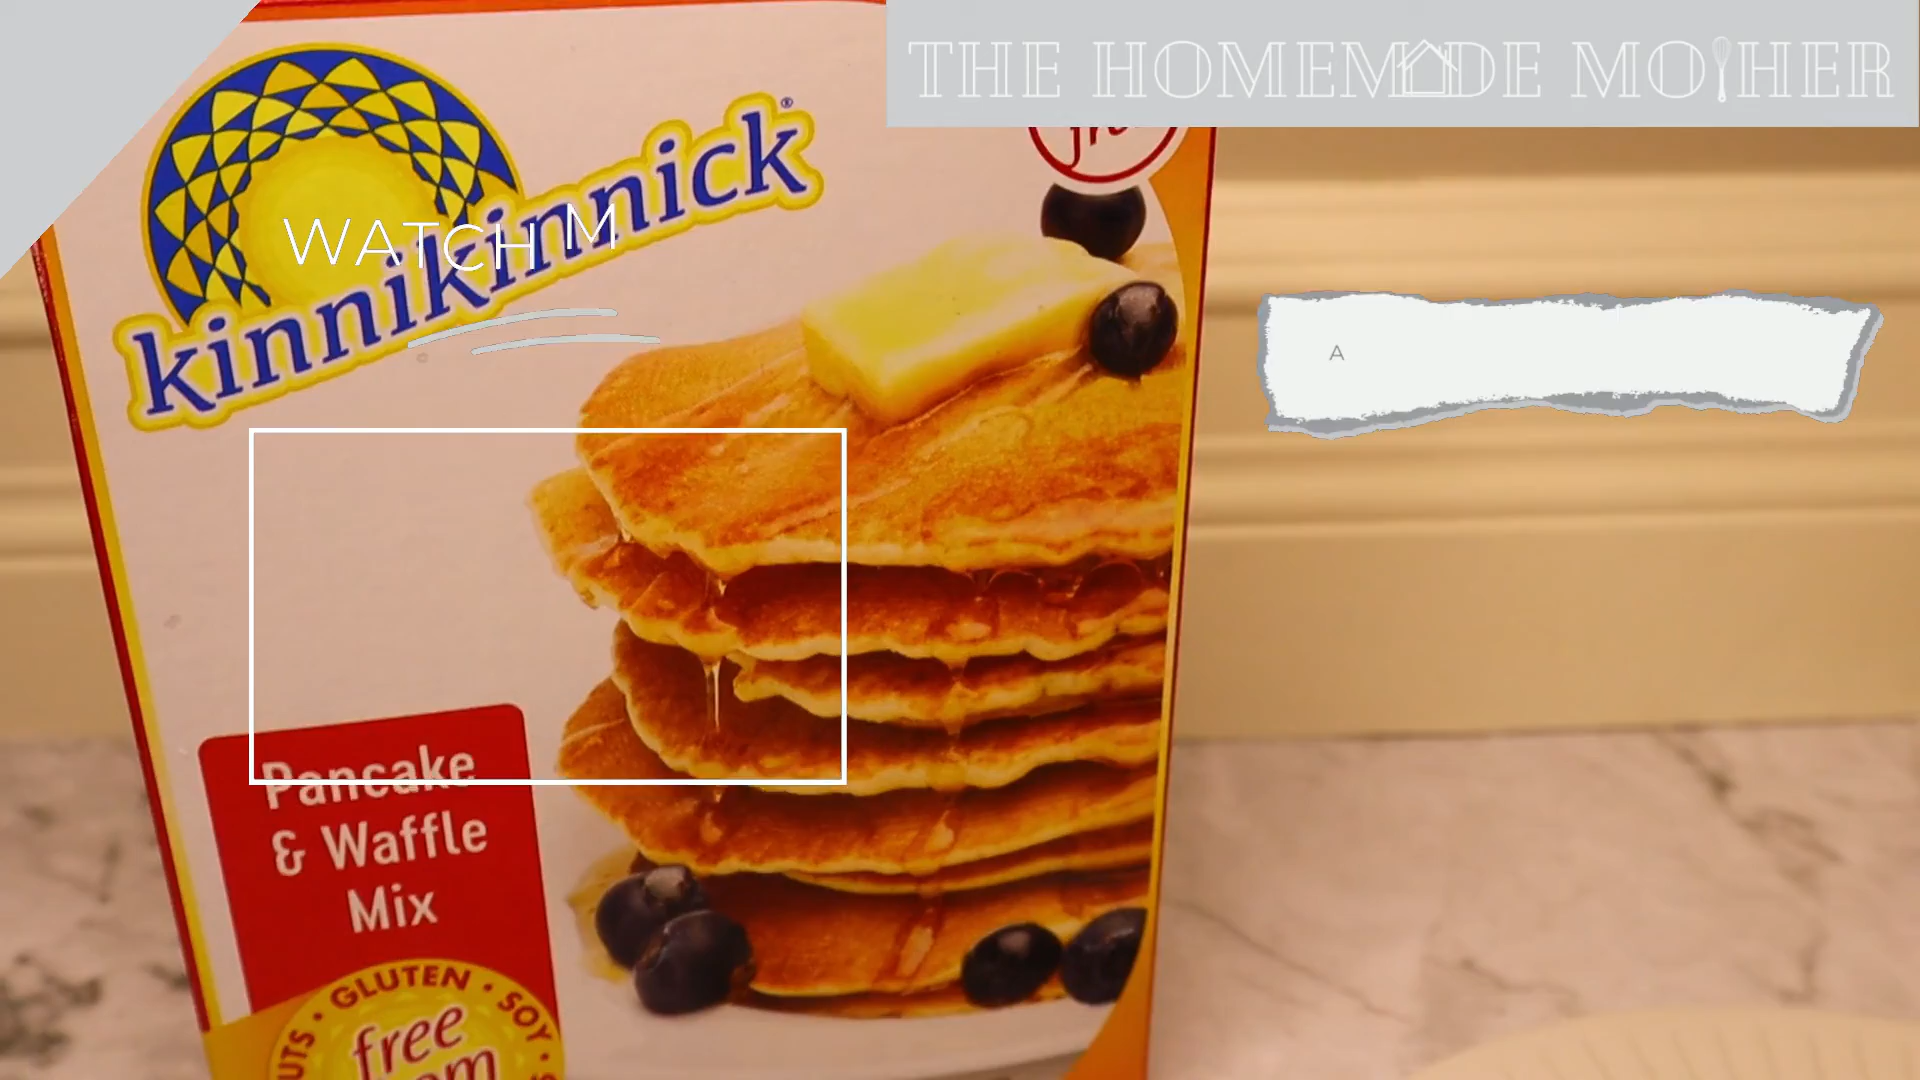 THE HOMEMADE MOTHER
kinnikinnick®
WATCH M
A
Pancake
& Waffle
Mix
GLUTEN • SOY •
free